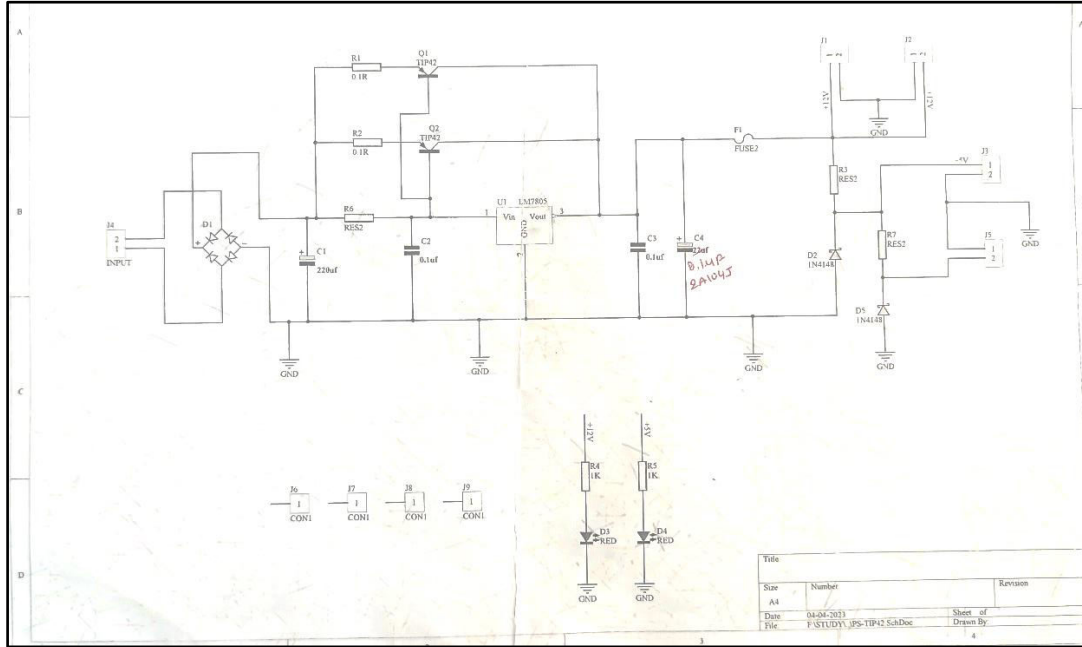 A
A
B
C
D
R1
0.1R
Q1
TIP42
R2
0.1R
Q2
TIP42
J1
1 2
J2
1 2
+12V
+12V
GND
F1
FUSE2
R3
RES2
+5V
J3
1
2
J4
2
1
INPUT
D1
+
-
R6
RES2
U1 LM7805
1 Vin Vout 3
GND
2
+
C1
220uf
C2
0.1uf
C3
0.1uf
+
C4
22uf
0.1µP
2A104J
R7
RES2
J5
1
2
GND
D2
1N4148
D5
1N4148
GND
GND
GND
GND
+12V
+5V
R4
1K
R5
1K
D3
RED
D4
RED
GND
GND
J6
1
CON1
J7
1
CON1
J8
1
CON1
J9
1
CON1
Title
Size Number Revision
A4
Date 04-04-2023 Sheet of
File Drawn By
3
4